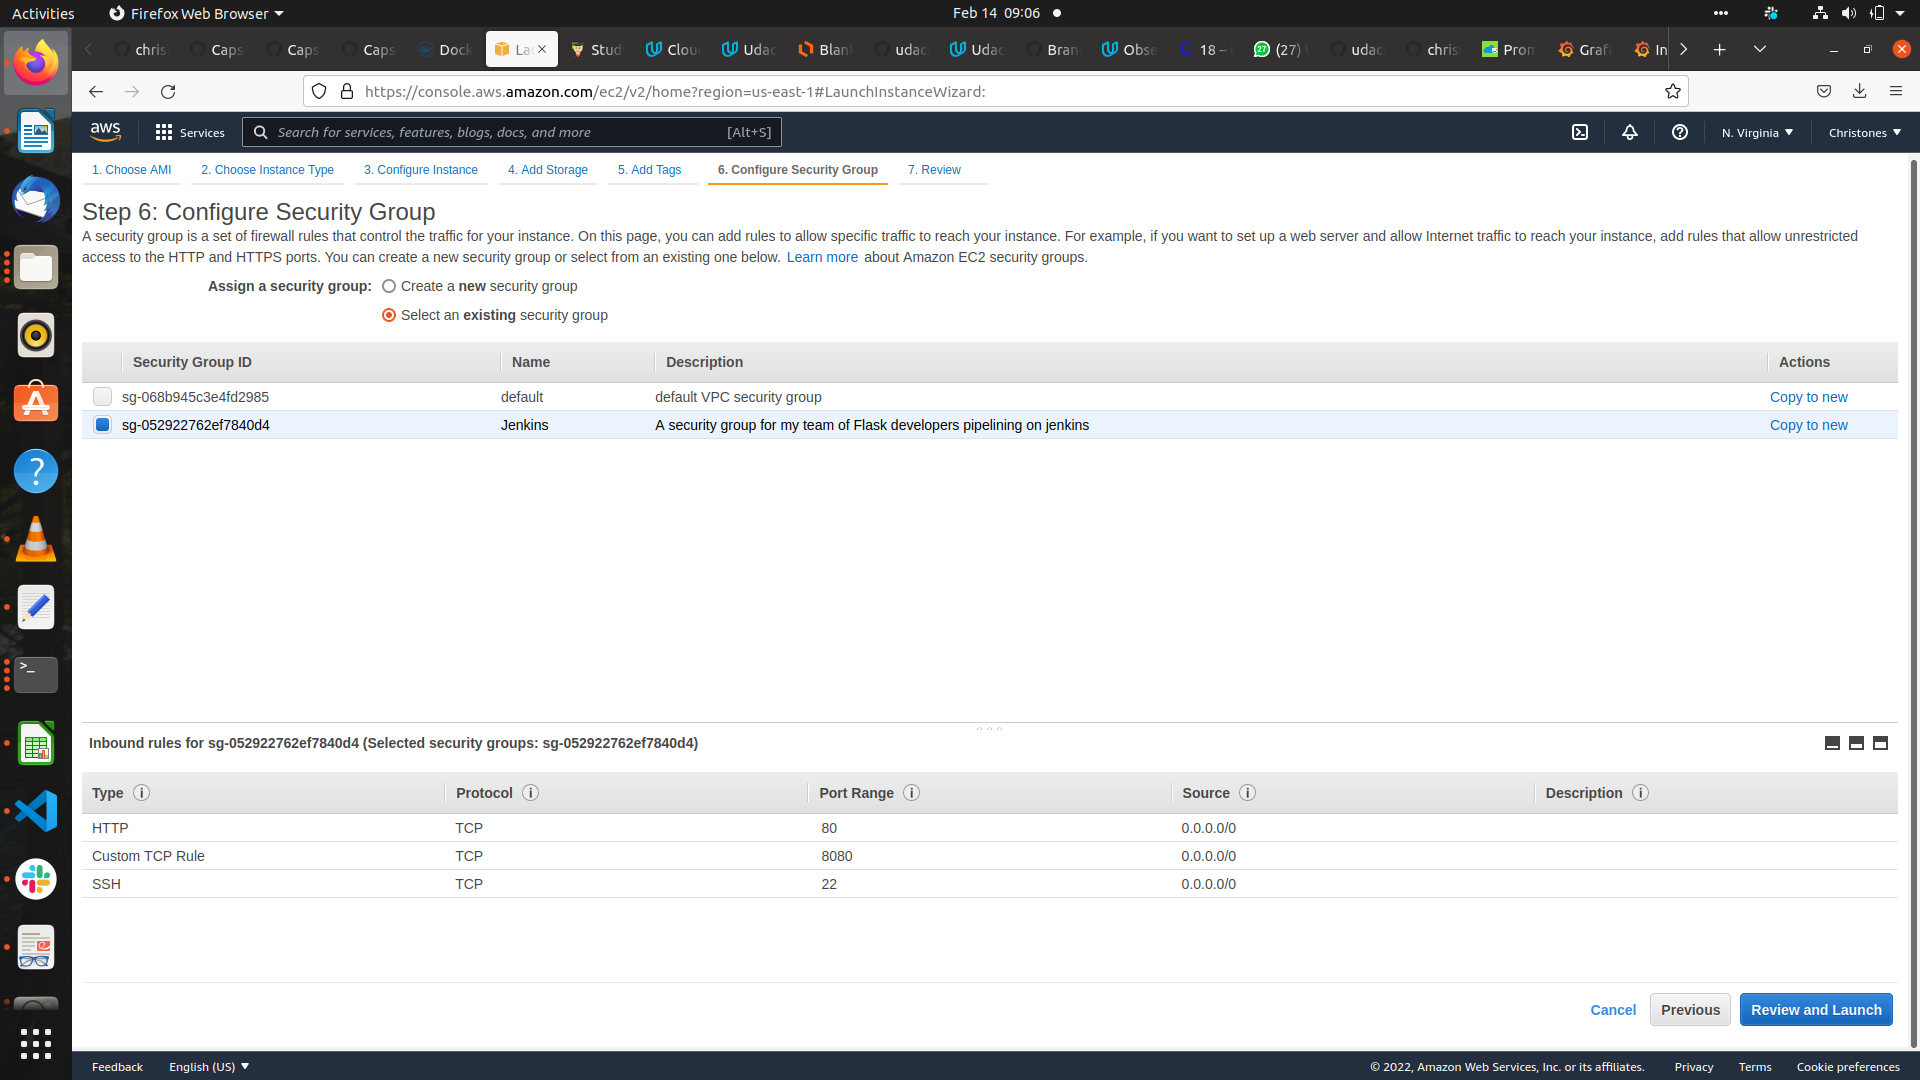 Activities
Firefox Web Browser
Feb 14 09:06
chris
Caps
Caps
Caps
Dock
La
Stud
Clou
Udac
Blan
udac
Udac
Bran
Obse
18 –
(27)
udac
chris
Prom
Grafa
In
https://console.aws.amazon.com/ec2/v2/home?region=us-east-1#LaunchInstanceWizard:
aws
Services
Search for services, features, blogs, docs, and more
[Alt+S]
N. Virginia
Christones
1. Choose AMI
2. Choose Instance Type
3. Configure Instance
4. Add Storage
5. Add Tags
6. Configure Security Group
7. Review
Step 6: Configure Security Group
A security group is a set of firewall rules that control the traffic for your instance. On this page, you can add rules to allow specific traffic to reach your instance. For example, if you want to set up a web server and allow Internet traffic to reach your instance, add rules that allow unrestricted
access to the HTTP and HTTPS ports. You can create a new security group or select from an existing one below. Learn more about Amazon EC2 security groups.
Assign a security group: Create a new security group
Select an existing security group
Security Group ID Name Description Actions
sg-068b945c3e4fd2985 default default VPC security group Copy to new
sg-052922762ef7840d4 Jenkins A security group for my team of Flask developers pipelining on jenkins Copy to new
Inbound rules for sg-052922762ef7840d4 (Selected security groups: sg-052922762ef7840d4)
Type Protocol Port Range Source Description
HTTP TCP 80 0.0.0.0/0
Custom TCP Rule TCP 8080 0.0.0.0/0
SSH TCP 22 0.0.0.0/0
Cancel
Previous
Review and Launch
Feedback
English (US)
© 2022, Amazon Web Services, Inc. or its affiliates.
Privacy
Terms
Cookie preferences